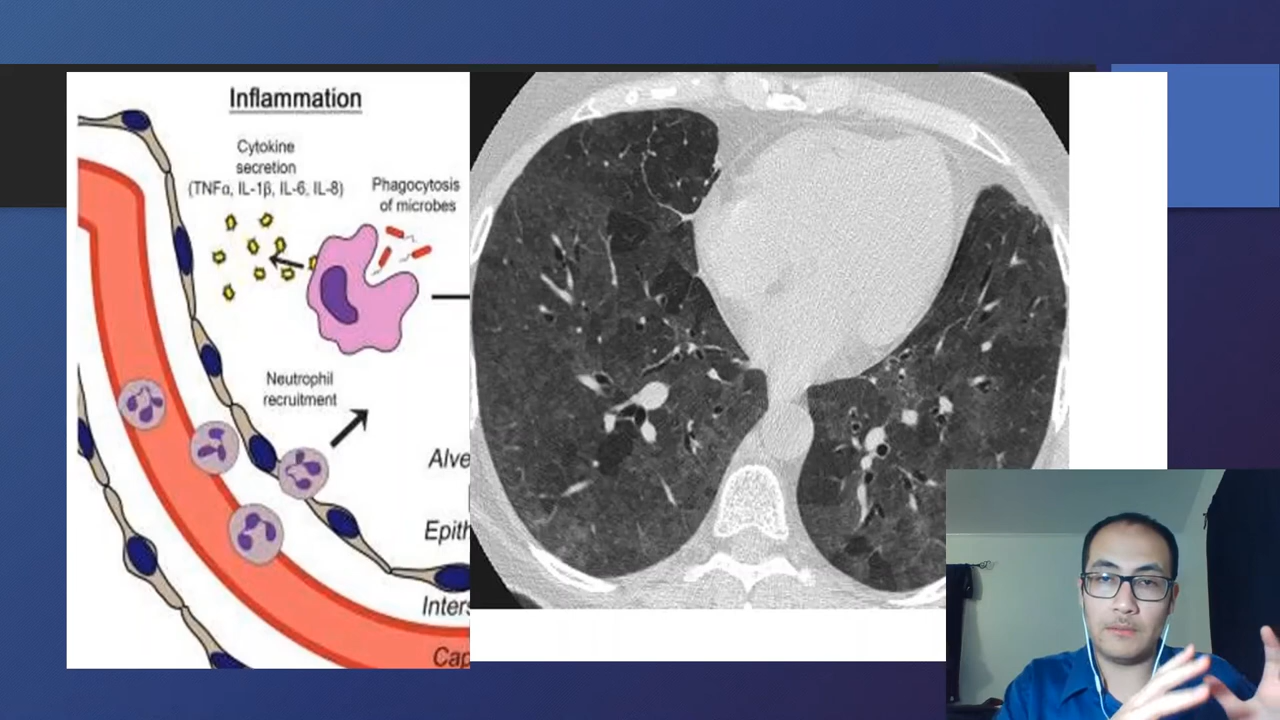 Inflammation
Cytokine
secretion
(TNFα, IL-1β, IL-6, IL-8)
Phagocytosis
of microbes
Neutrophil
recruitment
Alve
Epith
Inters
Cap